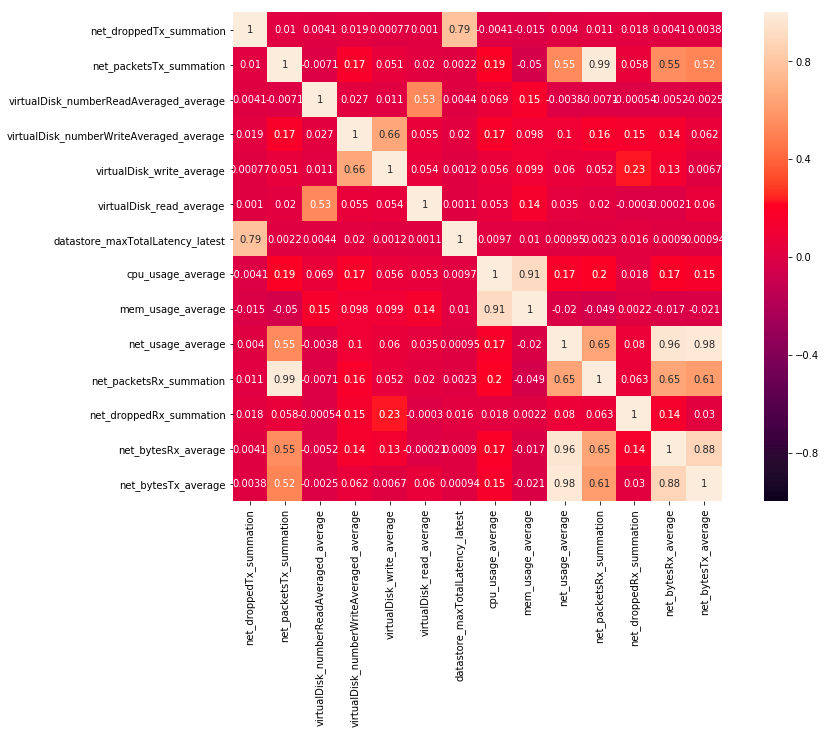 net_droppedTx_summation 1 0.01 0.0041 0.019 0.00077 0.001 0.79 -0.0041 -0.015 0.004 0.011 0.018 0.0041 0.0038
net_packetsTx_summation 0.01 1 -0.0071 0.17 0.051 0.02 0.0022 0.19 -0.05 0.55 0.99 0.058 0.55 0.52
virtualDisk_numberReadAveraged_average 0.0041 -0.0071 1 0.027 0.011 0.53 0.0044 0.069 0.15 -0.0038 -0.0071 -0.00054 -0.0052 -0.0025
virtualDisk_numberWriteAveraged_average 0.019 0.17 0.027 1 0.66 0.055 0.02 0.17 0.098 0.1 0.16 0.15 0.14 0.062
virtualDisk_write_average 0.00077 0.051 0.011 0.66 1 0.054 0.0012 0.056 0.099 0.06 0.052 0.23 0.13 0.0067
virtualDisk_read_average 0.001 0.02 0.53 0.055 0.054 1 0.0011 0.053 0.14 0.035 0.02 -0.0003 -0.00021 0.06
datastore_maxTotalLatency_latest 0.79 0.0022 0.0044 0.02 0.0012 0.0011 1 0.0097 0.01 0.00095 0.0023 0.016 0.0009 0.00094
cpu_usage_average -0.0041 0.19 0.069 0.17 0.056 0.053 0.0097 1 0.91 0.17 0.2 0.018 0.17 0.15
mem_usage_average -0.015 -0.05 0.15 0.098 0.099 0.14 0.01 0.91 1 -0.02 -0.049 0.0022 -0.017 -0.021
net_usage_average 0.004 0.55 -0.0038 0.1 0.06 0.035 0.00095 0.17 -0.02 1 0.65 0.08 0.96 0.98
net_packetsRx_summation 0.011 0.99 -0.0071 0.16 0.052 0.02 0.0023 0.2 -0.049 0.65 1 0.063 0.65 0.61
net_droppedRx_summation 0.018 0.058 -0.00054 0.15 0.23 -0.0003 0.016 0.018 0.0022 0.08 0.063 1 0.14 0.03
net_bytesRx_average 0.0041 0.55 -0.0052 0.14 0.13 -0.00021 0.0009 0.17 -0.017 0.96 0.65 0.14 1 0.88
net_bytesTx_average 0.0038 0.52 -0.0025 0.062 0.0067 0.06 0.00094 0.15 -0.021 0.98 0.61 0.03 0.88 1
net_droppedTx_summation
net_packetsTx_summation
virtualDisk_numberReadAveraged_average
virtualDisk_numberWriteAveraged_average
virtualDisk_write_average
virtualDisk_read_average
datastore_maxTotalLatency_latest
cpu_usage_average
mem_usage_average
net_usage_average
net_packetsRx_summation
net_droppedRx_summation
net_bytesRx_average
net_bytesTx_average
0.8
0.4
0.0
-0.4
-0.8